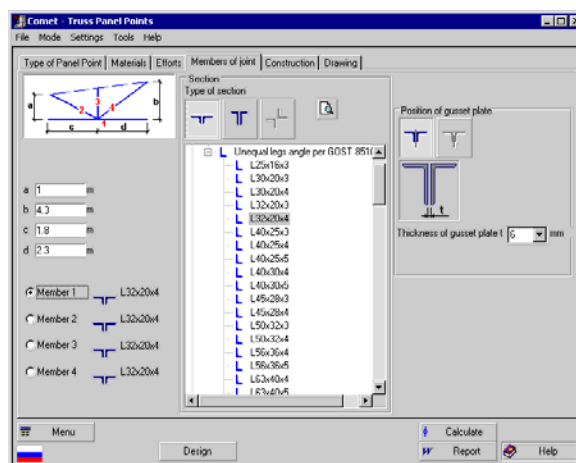 Comet - Truss Panel Points
File Mode Settings Tools Help
Type of Panel Point Materials Efforts Members of joint Construction Drawing
a
b
c
d
1
2
3
4
a 1 m
b 4.3 m
c 1.8 m
d 2.3 m
Member 1 L32x20x4
Member 2 L32x20x4
Member 3 L32x20x4
Member 4 L32x20x4
Section
Type of section
Unequal legs angle per GOST 8510
L25x16x3
L30x20x3
L30x20x4
L32x20x3
L32x20x4
L40x25x3
L40x25x4
L40x25x5
L40x30x4
L40x30x5
L45x28x3
L45x28x4
L50x32x3
L50x32x4
L56x36x4
L56x36x5
L63x40x4
L63x40x5
Position of gusset plate
t
Thickness of gusset plate t 6 mm
Menu
Design
Calculate
Report
Help